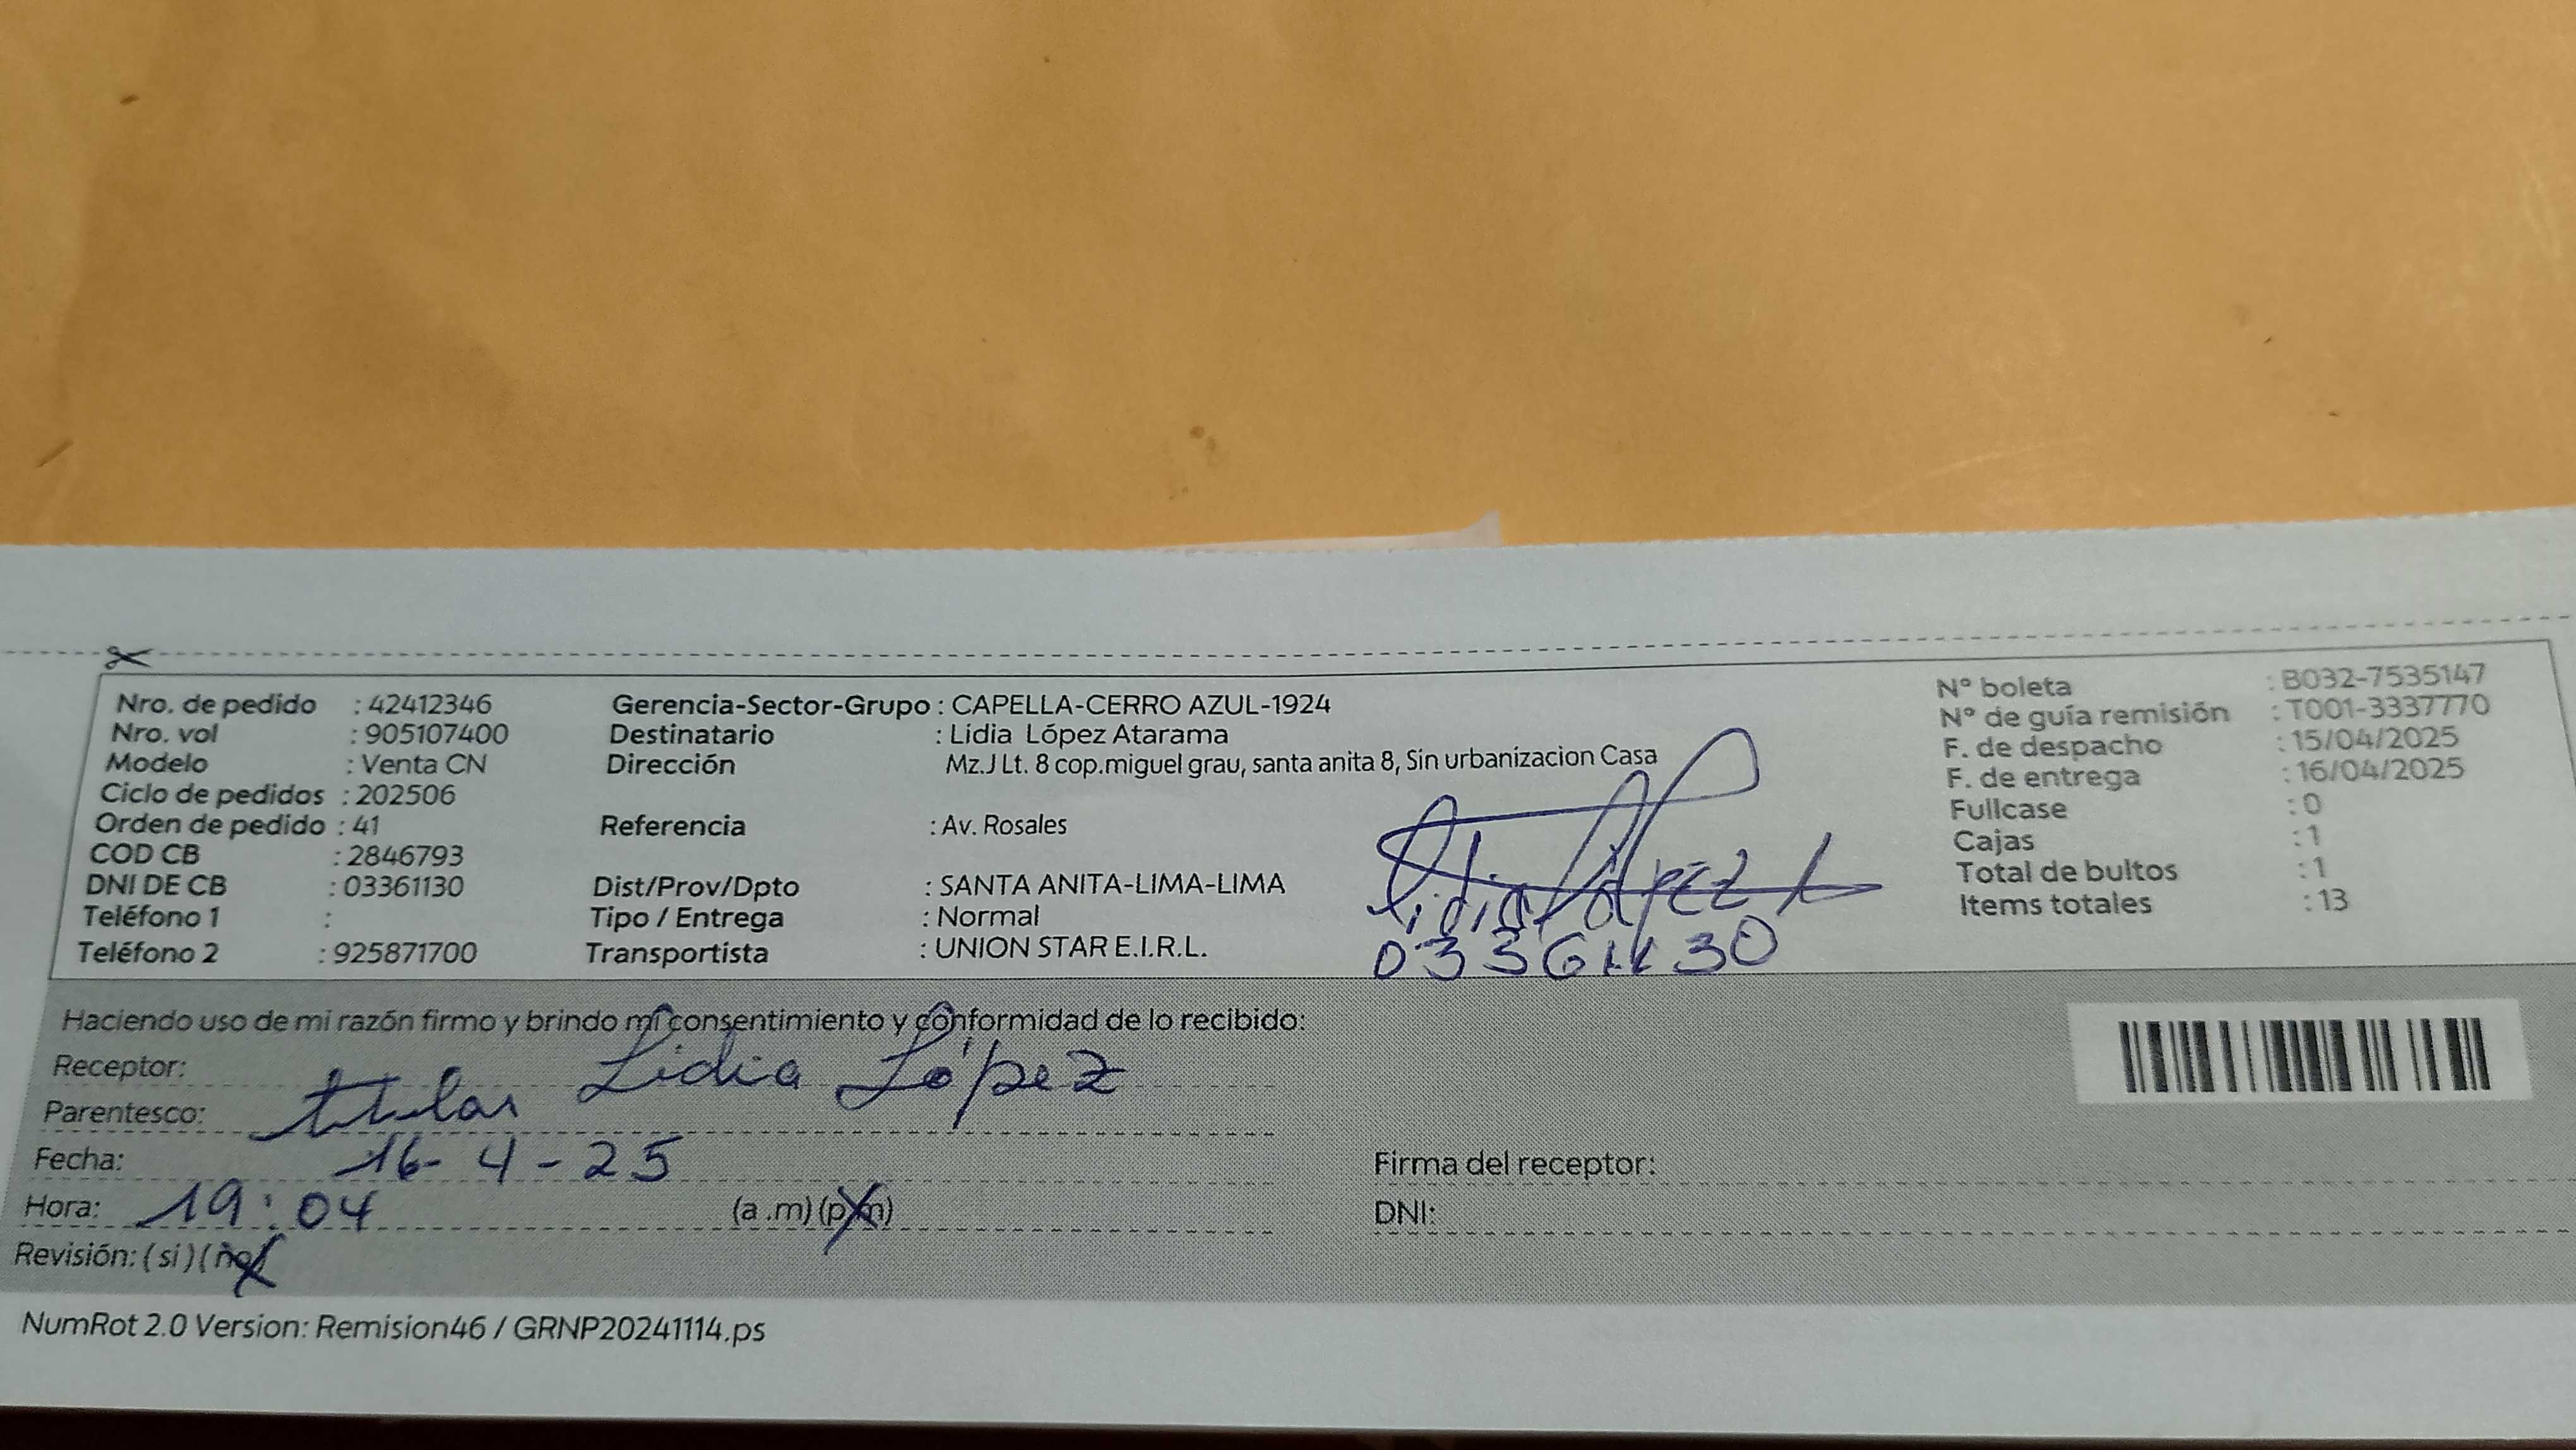 Nro. de pedido : 42412346
Nro. vol : 905107400
Modelo : Venta CN
Ciclo de pedidos : 202506
Orden de pedido : 41
COD CB : 2846793
DNI DE CB : 03361130
Teléfono 1 :
Teléfono 2 : 925871700
Gerencia-Sector-Grupo : CAPELLA-CERRO AZUL-1924
Destinatario : Lidia López Atarama
Dirección Mz.J Lt. 8 cop.miguel grau, santa anita 8, Sin urbanizacion Casa
Referencia : Av. Rosales
Dist/Prov/Dpto : SANTA ANITA-LIMA-LIMA
Tipo / Entrega : Normal
Transportista : UNION STAR E.I.R.L.
Lidia López
03361130
N° boleta : B032-7535147
N° de guía remisión : T001-3337770
F. de despacho : 15/04/2025
F. de entrega : 16/04/2025
Fullcase : 0
Cajas : 1
Total de bultos : 1
Items totales : 13
Haciendo uso de mi razón firmo y brindo mi consentimiento y conformidad de lo recibido:
Receptor: Lidia López
Parentesco: titular
Fecha: 16-4-25
Hora: 19:04 (a .m) (p.m)
Revisión: ( si ) ( no )
Firma del receptor:
DNI:
NumRot 2.0 Version: Remision46 / GRNP20241114.ps